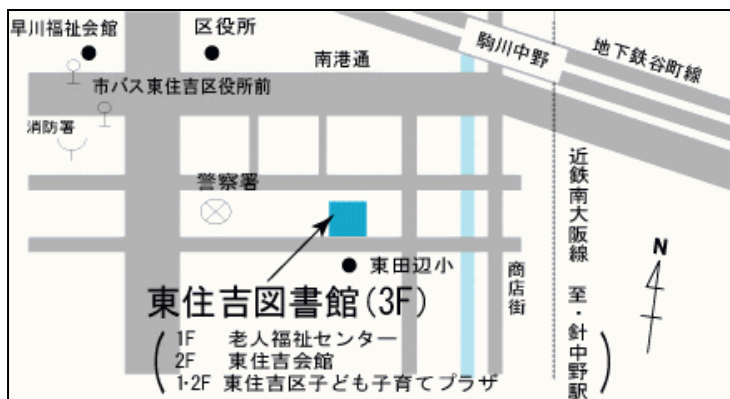 早川福祉会館
区役所
南港通
駒川中野
地下鉄谷町線
市バス東住吉区役所前
消防署
警察署
近鉄南大阪線 至・針中野駅
N
東田辺小
商店街
東住吉図書館(3F)
1F 老人福祉センター
2F 東住吉会館
1・2F 東住吉区子ども子育てプラザ